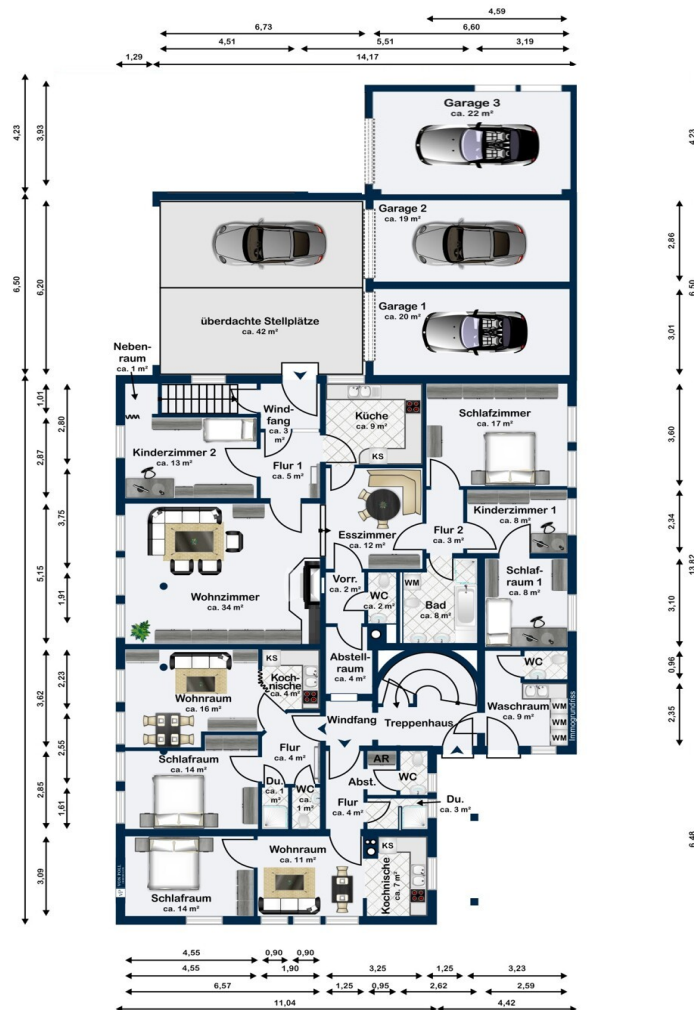 4,59
6,73
6,60
4,51
5,51
3,19
1,29
14,17
4,23
3,93
4,23
Garage 3
ca. 22 m²
6,50
6,20
2,86
6,50
3,01
Garage 2
ca. 19 m²
Garage 1
ca. 20 m²
überdachte Stellplätze
ca. 42 m²
Neben-
raum
ca. 1 m²
1,01
2,80
2,87
3,75
5,15
1,91
Wind-
fang
ca. 3
m²
Küche
ca. 9 m²
KS
Schlafzimmer
ca. 17 m²
3,60
Kinderzimmer 2
ca. 13 m²
Flur 1
ca. 5 m²
Esszimmer
ca. 12 m²
Flur 2
ca. 3 m²
Kinderzimmer 1
ca. 8 m²
2,34
13,82
Wohnzimmer
ca. 34 m²
Vorr.
ca. 2 m²
WC
ca. 2 m²
WM
Bad
ca. 8 m²
Schlaf-
raum 1
ca. 8 m²
3,10
Abstell-
raum
ca. 4 m²
KS
Koch-
nische
ca. 4 m²
Wohnraum
ca. 16 m²
3,62
2,23
2,55
2,85
1,61
Windfang
Treppenhaus
WC
Waschraum
ca. 9 m²
WM
WM
WM
Immogrundriss
0,96
2,35
Schlafraum
ca. 14 m²
Flur
ca. 4 m²
Du.
ca. 1
m²
WC
ca.
1 m²
AR
Abst.
WC
Flur
ca. 4 m²
Du.
ca. 3 m²
6,48
3,09
Schlafraum
ca. 14 m²
Wohnraum
ca. 11 m²
KS
Kochnische
ca. 7 m²
4,55
0,90
0,90
4,55
1,90
3,25
1,25
3,23
6,57
1,25
0,95
2,62
2,59
11,04
4,42